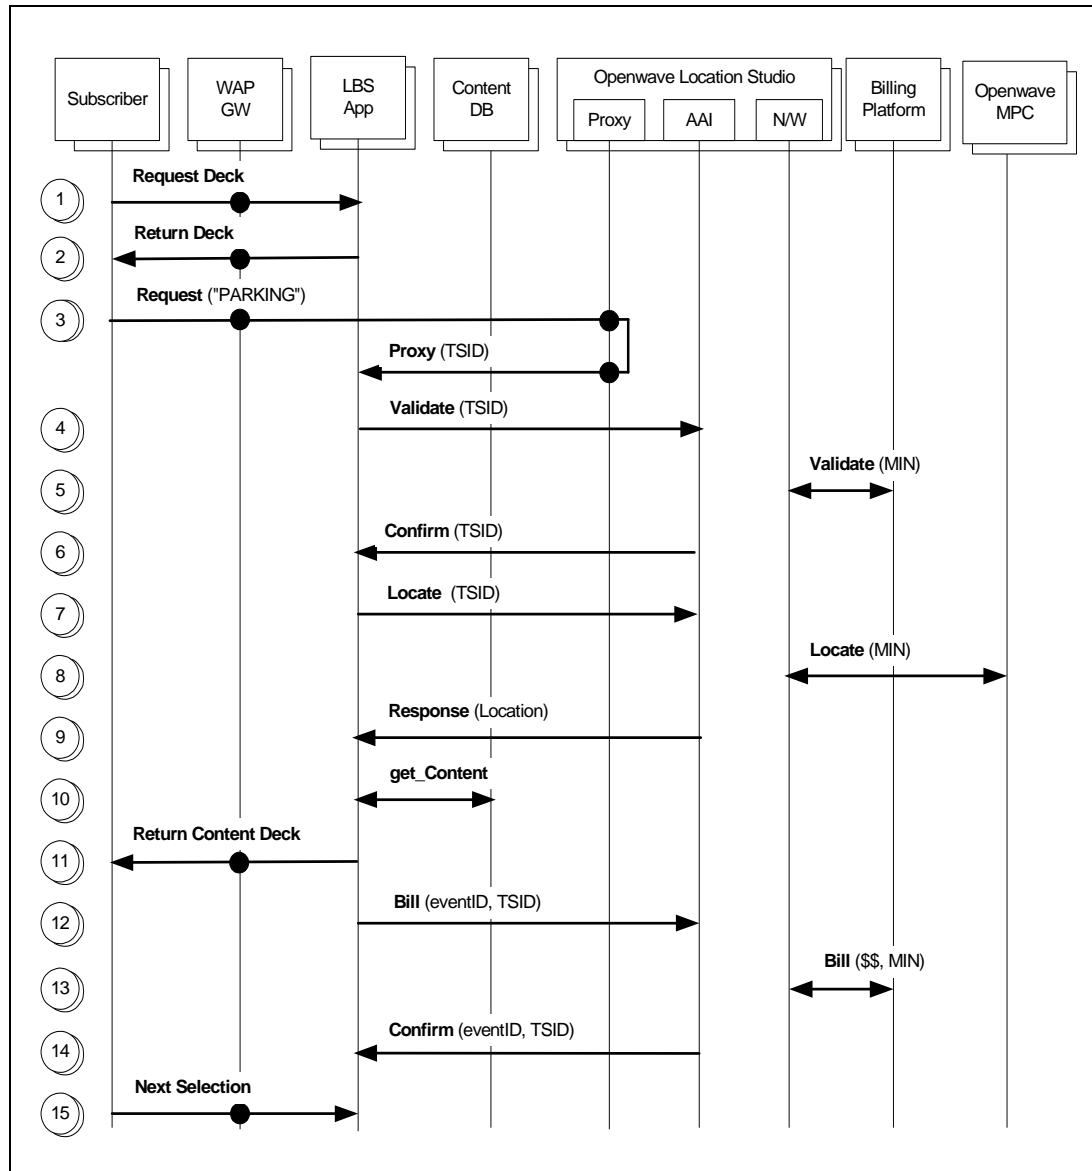 Subscriber
WAP
GW
LBS
App
Content
DB
Openwave Location Studio
Proxy
AAI
N/W
Billing
Platform
Openwave
MPC
1
Request Deck
2
Return Deck
3
Request ("PARKING")
Proxy (TSID)
4
Validate (TSID)
5
Validate (MIN)
6
Confirm (TSID)
7
Locate (TSID)
8
Locate (MIN)
9
Response (Location)
10
get_Content
11
Return Content Deck
12
Bill (eventID, TSID)
13
Bill ($$, MIN)
14
Confirm (eventID, TSID)
15
Next Selection